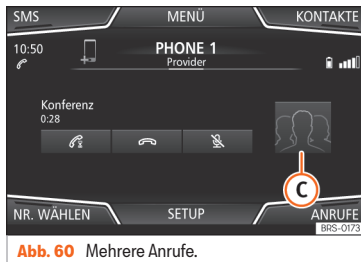 SMS MENÜ KONTAKTE
10:50 PHONE 1
Provider
Konferenz
0:28
C
NR. WÄHLEN SETUP ANRUFE
BRS-0173
Abb. 60 Mehrere Anrufe.